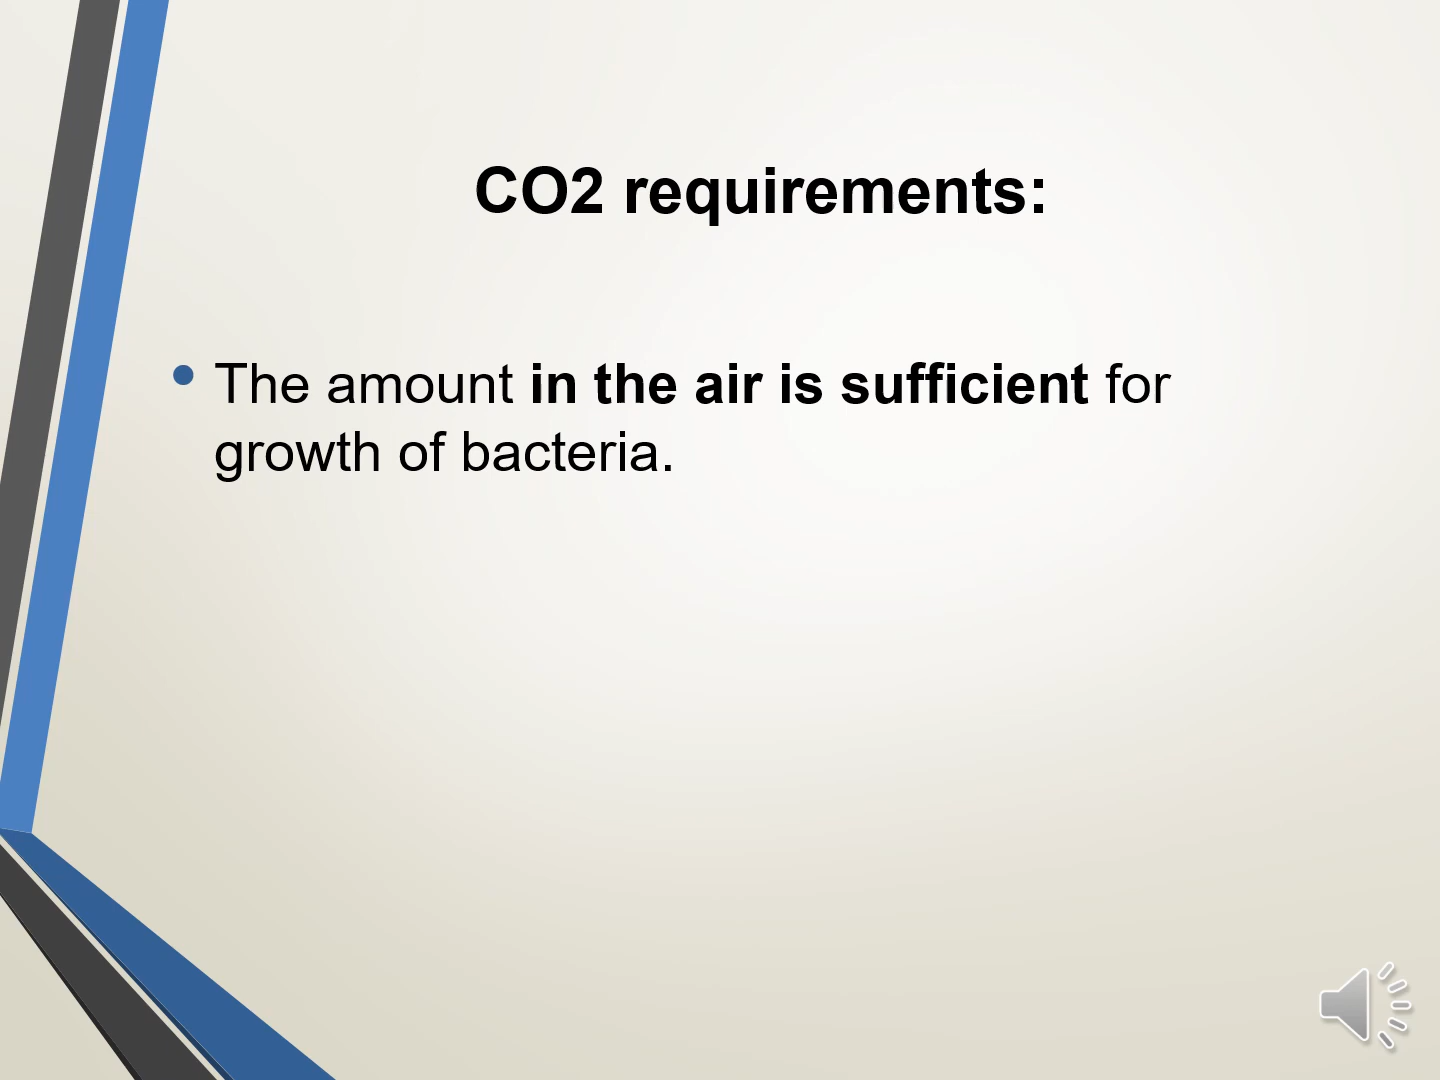 CO2 requirements:
• The amount in the air is sufficient for
growth of bacteria.